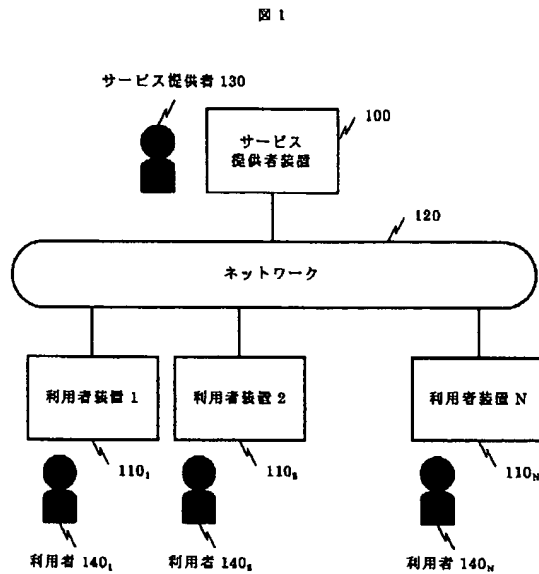 図1
サービス提供者 130
100
サービス
提供者装置
120
ネットワーク
利用者装置 1
利用者装置 2
利用者装置 N
110₁
110₂
110N
利用者 140₁
利用者 140₂
利用者 140N